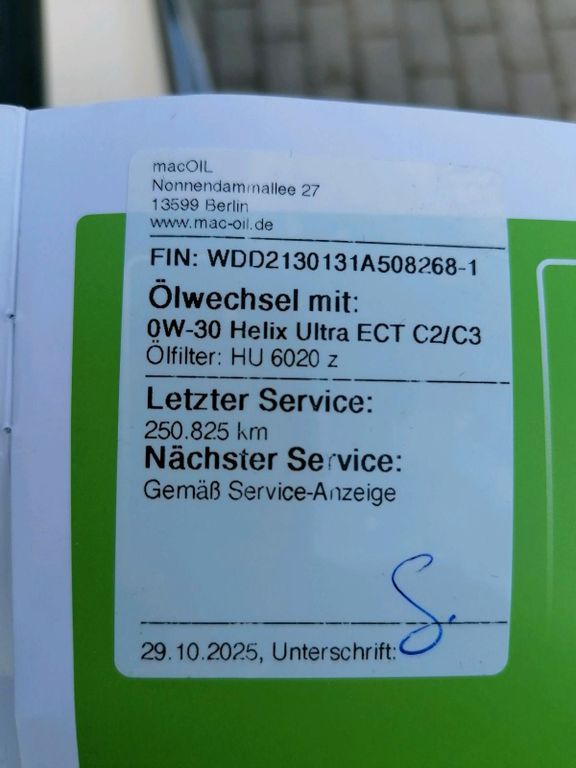 macOIL
Nonnendammallee 27
13599 Berlin
www.mac-oil.de
FIN: WDD2130131A508268-1
Ölwechsel mit:
0W-30 Helix Ultra ECT C2/C3
Ölfilter: HU 6020 z
Letzter Service:
250.825 km
Nächster Service:
Gemäß Service-Anzeige
29.10.2025, Unterschrift: